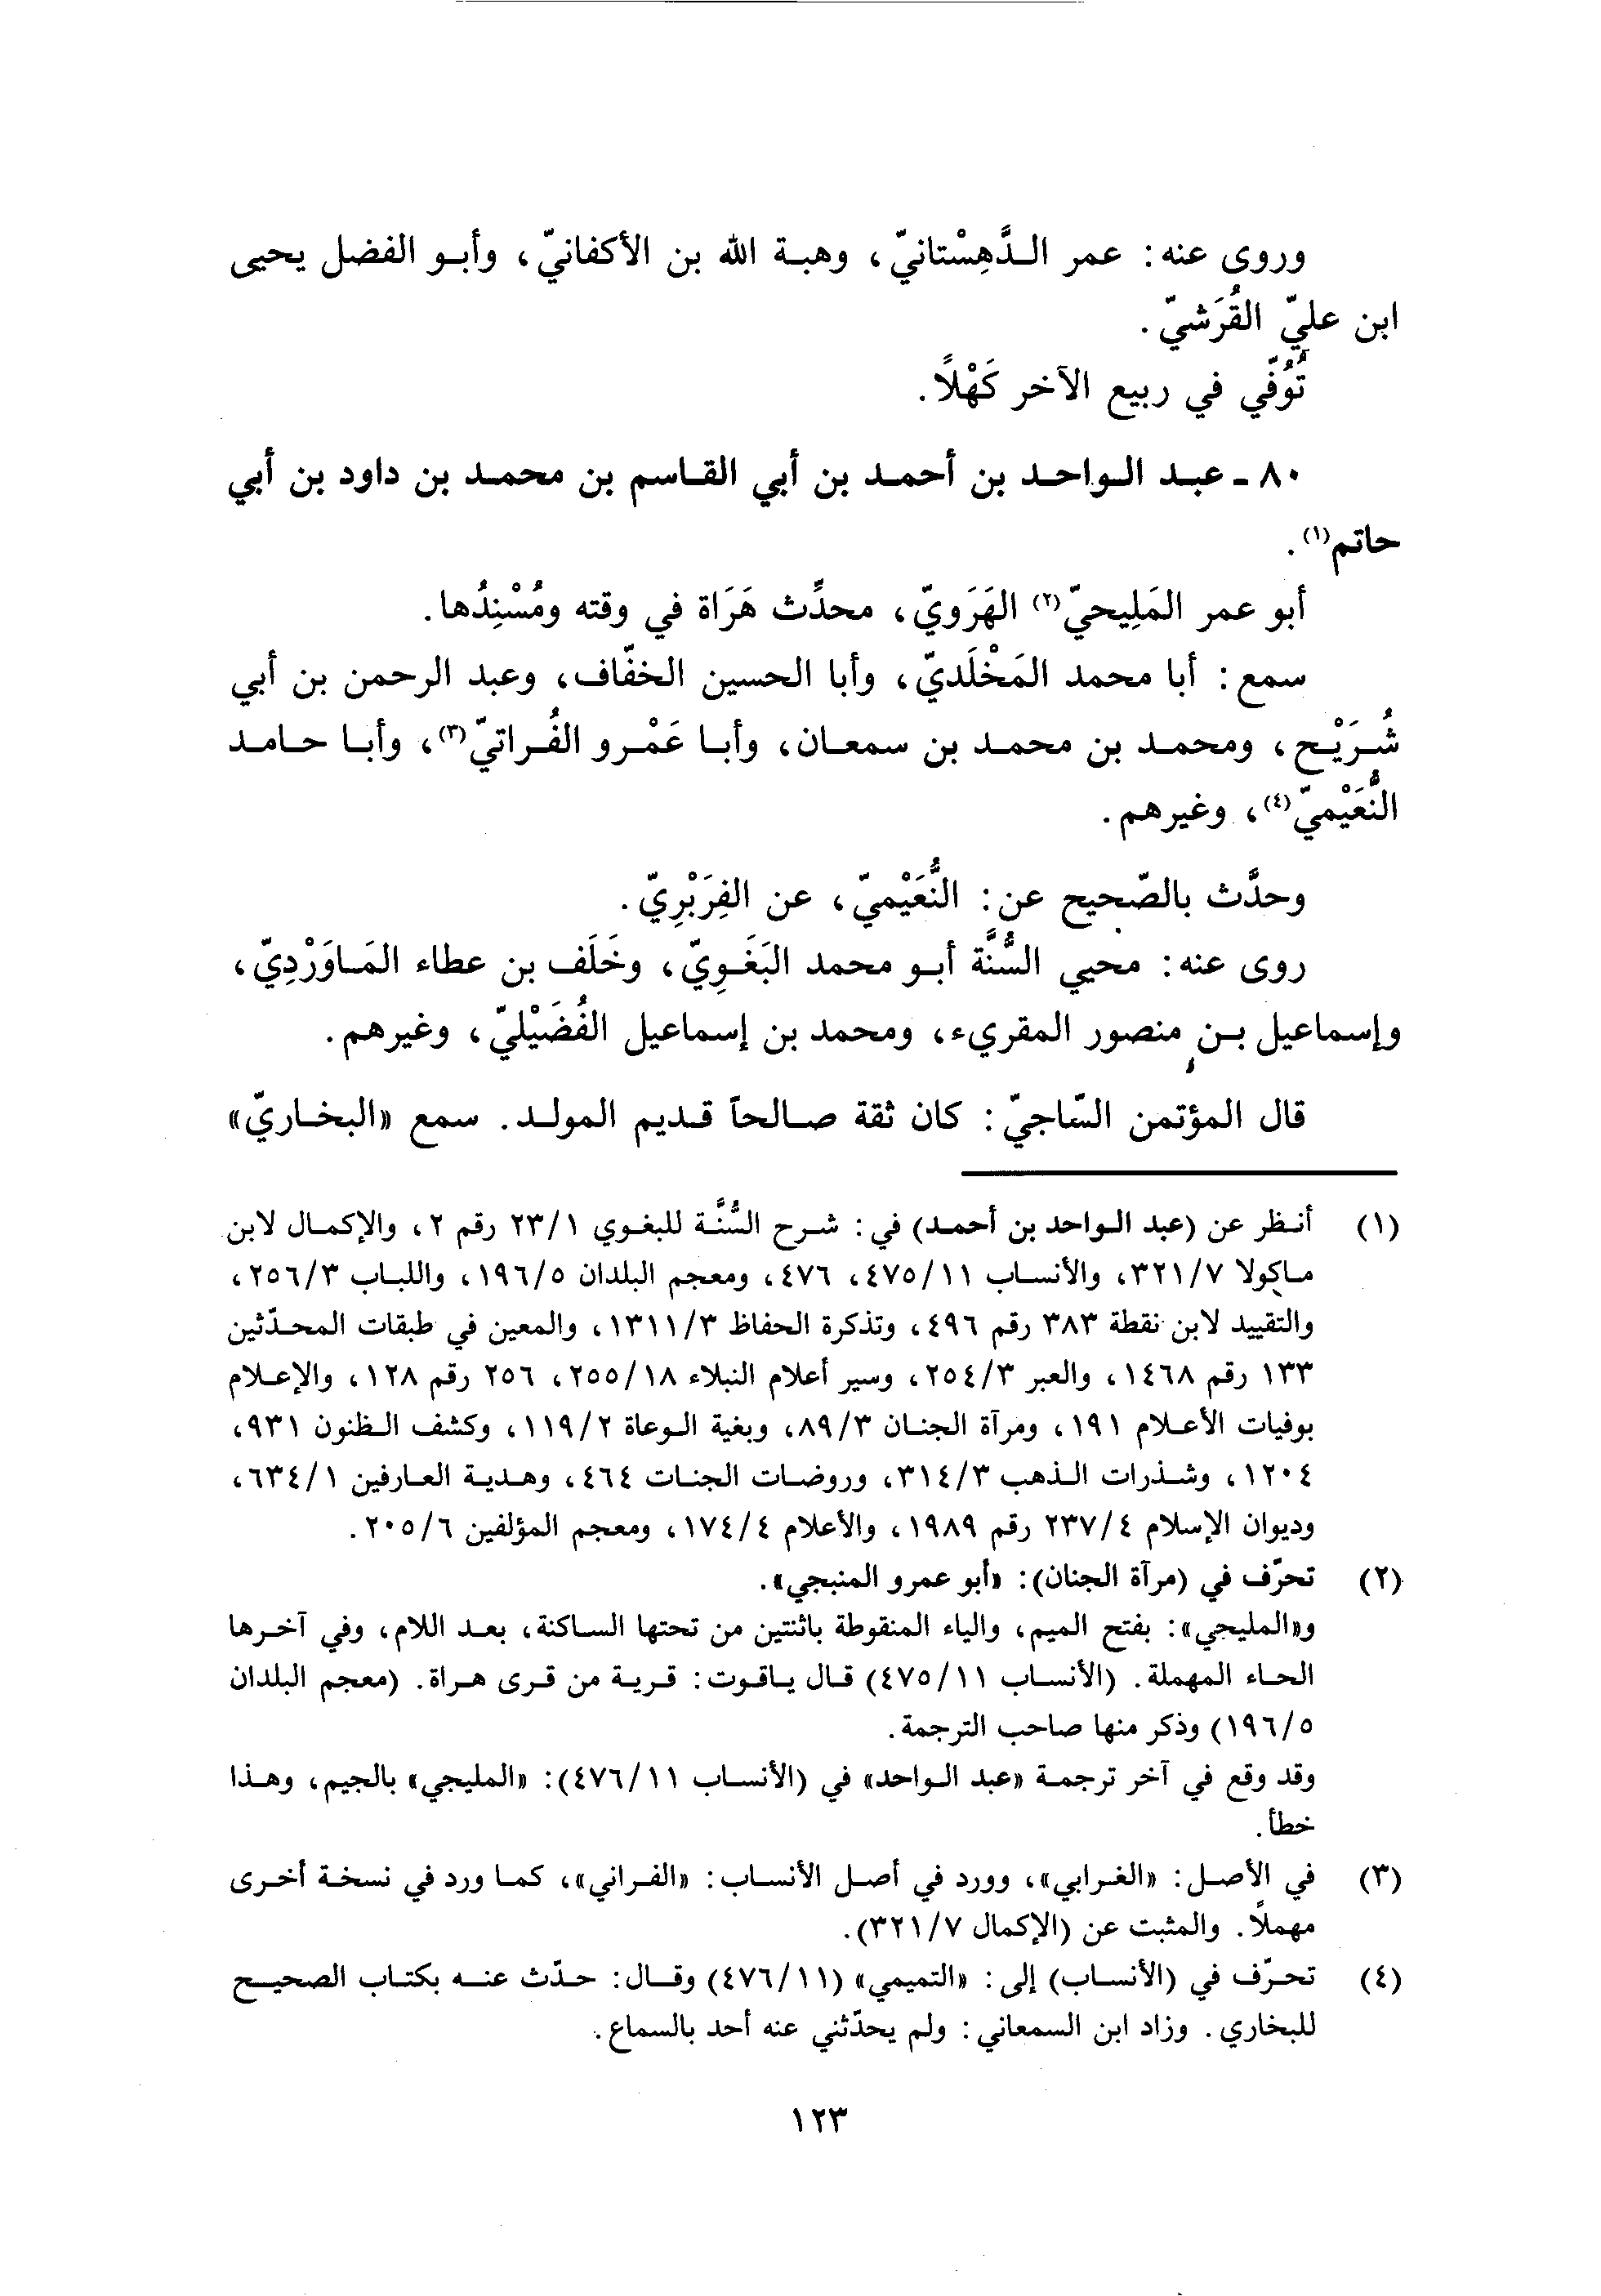 وروى عنه: عمر الدَّهِسْتانيّ، وهبة الله بن الأكفانيّ، وأبو الفضل يحيى
ابن عليّ القُرَشيّ.
تُوُفّي في ربيع الآخر كَهْلًا.
٨٠ ـ عبد الواحد بن أحمد بن أبي القاسم بن محمد بن داود بن أبي
حاتم(١).
أبو عمر المَلِيحيّ(٢) الهَرَويّ، محدِّث هَرَاة في وقته ومُسْنِدُها.
سمع: أبا محمد المَخْلَديّ، وأبا الحسين الخفّاف، وعبد الرحمن بن أبي
شُرَيْح، ومحمد بن محمد بن سمعان، وأبا عَمْرو الفُراتيّ(٣)، وأبا حامد
النُّعَيْميّ(٤)، وغيرهم.
وحدَّث بالصّحيح عن: النُّعَيْميّ، عن الفِرَبْرِيّ.
روى عنه: محيي السُّنَّة أبو محمد البَغَوِيّ، وخَلَف بن عطاء المَاوَرْدِيّ،
وإسماعيل بن منصور المقريء، ومحمد بن إسماعيل الفُضَيْليّ، وغيرهم.
قال المؤتمن السّاجيّ: كان ثقة صالحاً قديم المولد. سمع «البخاريّ»
(١) أنظر عن (عبد الواحد بن أحمد) في: شرح السُّنَّة للبغوي ٢٣/١ رقم ٢، والإكمال لابن
ماكولا ٣٢١/٧، والأنساب ٤٧٥/١١، ٤٧٦، ومعجم البلدان ١٩٦/٥، واللباب ٢٥٦/٣،
والتقييد لابن نقطة ٣٨٣ رقم ٤٩٦، وتذكرة الحفاظ ١٣١١/٣، والمعين في طبقات المحدّثين
١٣٣ رقم ١٤٦٨، والعبر ٢٥٤/٣، وسير أعلام النبلاء ٢٥٥/١٨، ٢٥٦ رقم ١٢٨، والإعلام
بوفيات الأعلام ١٩١، ومرآة الجنان ٨٩/٣، وبغية الوعاة ١١٩/٢، وكشف الظنون ٩٣١،
١٢٠٤، وشذرات الذهب ٣١٤/٣، وروضات الجنات ٤٦٤، وهدية العارفين ٦٣٤/١،
وديوان الإسلام ٢٣٧/٤ رقم ١٩٨٩، والأعلام ١٧٤/٤، ومعجم المؤلفين ٢٠٥/٦.
(٢) تحرّف في (مرآة الجنان): «أبو عمرو المنبجي».
و«المليحي»: بفتح الميم، والياء المنقوطة باثنتين من تحتها الساكنة، بعد اللام، وفي آخرها
الحاء المهملة. (الأنساب ٤٧٥/١١) قال ياقوت: قرية من قرى هراة. (معجم البلدان
١٩٦/٥) وذكر منها صاحب الترجمة.
وقد وقع في آخر ترجمة «عبد الواحد» في (الأنساب ٤٧٦/١١): «المليجي» بالجيم، وهذا
خطأ.
(٣) في الأصل: «الغرابي»، وورد في أصل الأنساب: «الفراني»، كما ورد في نسخة أخرى
مهملًا. والمثبت عن (الإكمال ٣٢١/٧).
(٤) تحرّف في (الأنساب) إلى: «التميمي» (٤٧٦/١١) وقال: حدّث عنه بكتاب الصحيح
للبخاري. وزاد ابن السمعاني: ولم يحدّثني عنه أحد بالسماع.
١٢٣